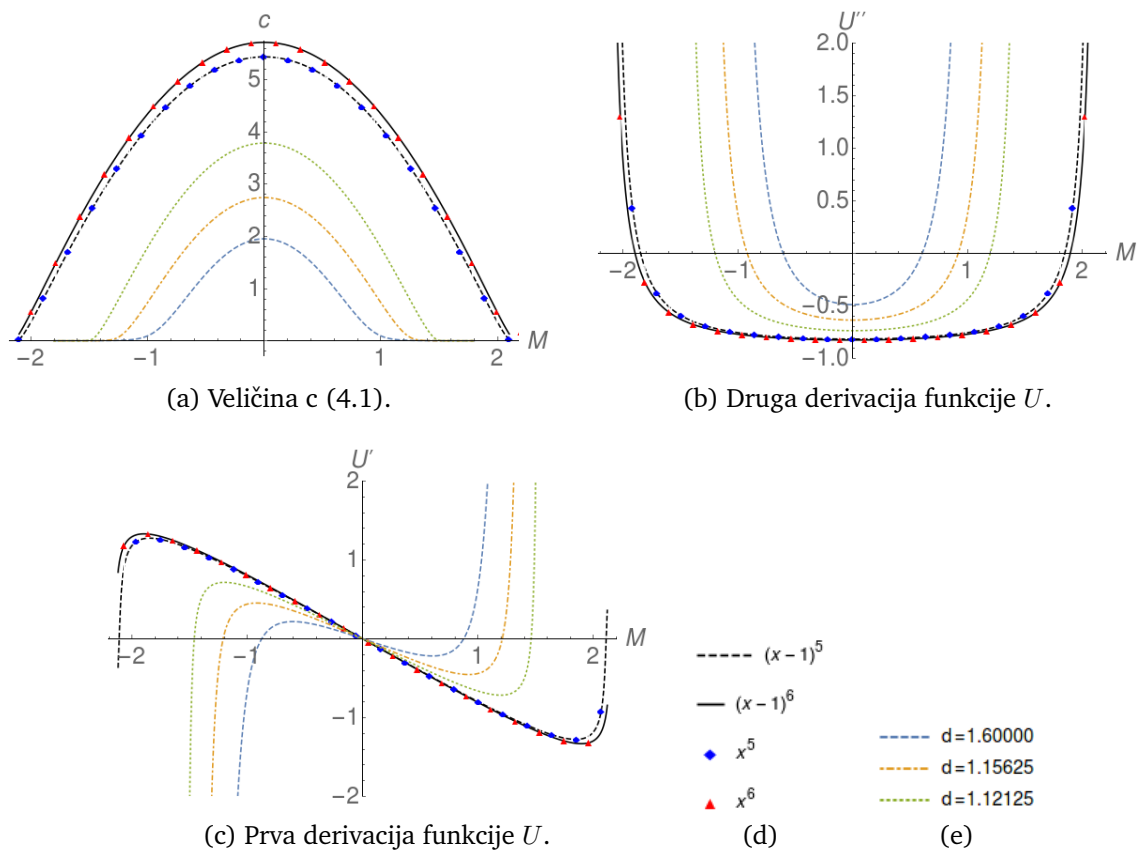 c
5
4
3
2
1
−2 −1 1 2 M
(a) Veličina c (4.1).
U''
2.0
1.5
1.0
0.5
−2 −1 1 2 M
−0.5
−1.0
(b) Druga derivacija funkcije U.
U'
2
1
−2 −1 1 2 M
−1
−2
(c) Prva derivacija funkcije U.
(x − 1)⁵
(x − 1)⁶
x⁵
x⁶
(d)
d=1.60000
d=1.15625
d=1.12125
(e)